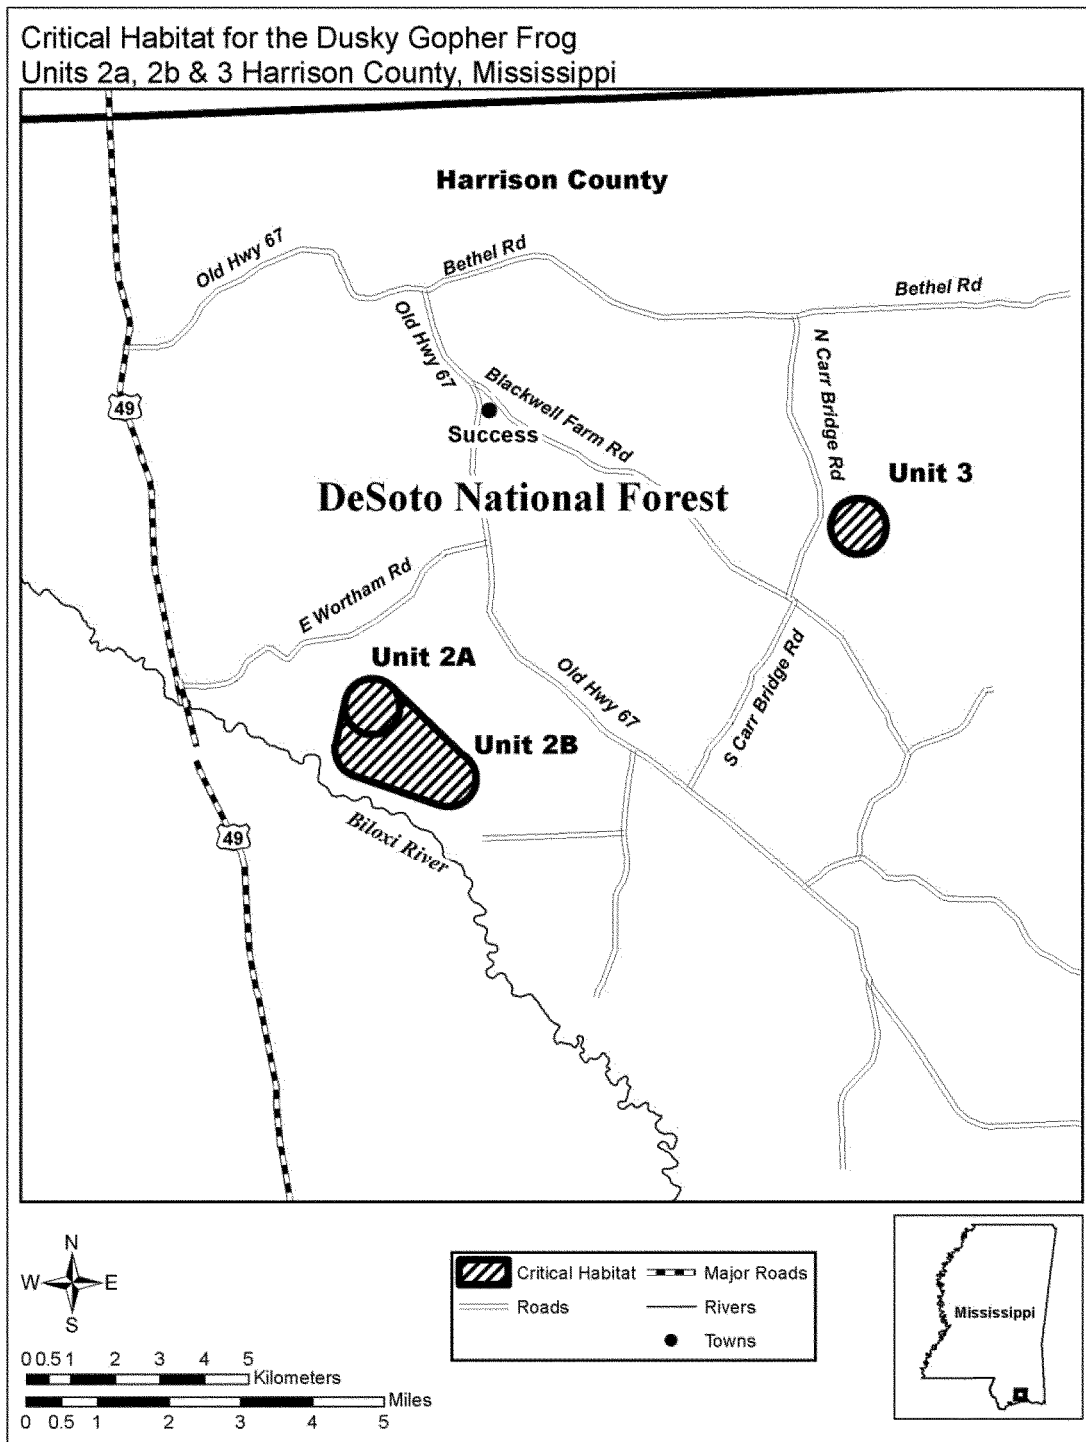 Critical Habitat for the Dusky Gopher Frog
Units 2a, 2b & 3 Harrison County, Mississippi
Harrison County
Old Hwy 67
Bethel Rd
Bethel Rd
Old Hwy 67
N Carr Bridge Rd
49
Blackwell Farm Rd
Success
Unit 3
DeSoto National Forest
E Wortham Rd
Unit 2A
Old Hwy 67
S Carr Bridge Rd
Unit 2B
49
Biloxi River
N
W E
S
Critical Habitat
Major Roads
Roads
Rivers
Towns
Mississippi
0 0.5 1 2 3 4 5
Kilometers
Miles
0 0.5 1 2 3 4 5